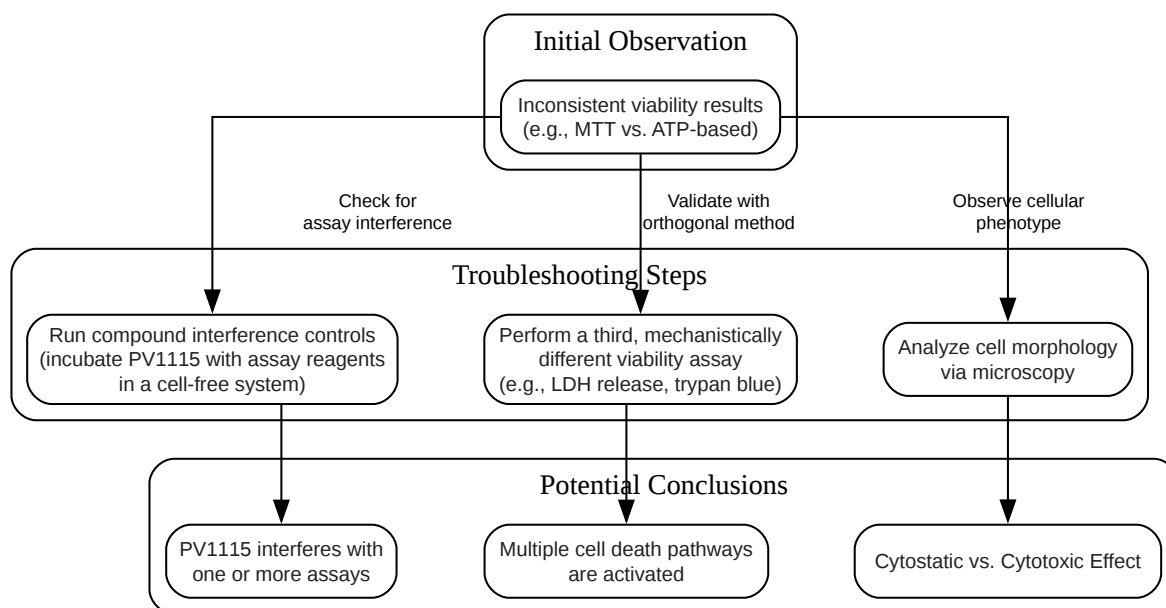 Initial Observation
Inconsistent viability results
(e.g., MTT vs. ATP-based)
Check for
assay interference
Validate with
orthogonal method
Observe cellular
phenotype
Troubleshooting Steps
Run compound interference controls
(incubate PV1115 with assay reagents
in a cell-free system)
Perform a third, mechanistically
different viability assay
(e.g., LDH release, trypan blue)
Analyze cell morphology
via microscopy
Potential Conclusions
PV1115 interferes with
one or more assays
Multiple cell death pathways
are activated
Cytostatic vs. Cytotoxic Effect